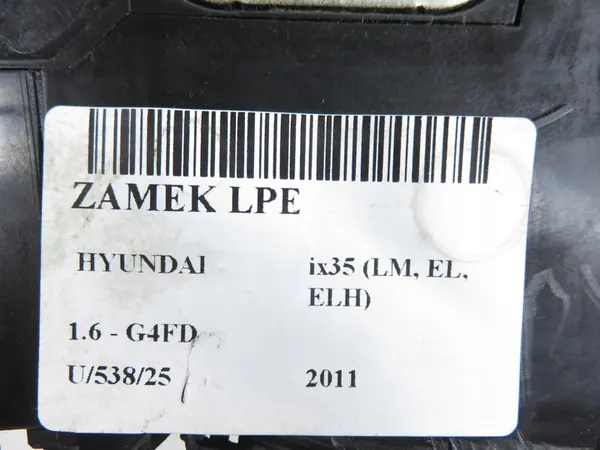 ZAMEK LPE
HYUNDAI ix35 (LM, EL,
ELH)
1.6 - G4FD
U/538/25 2011